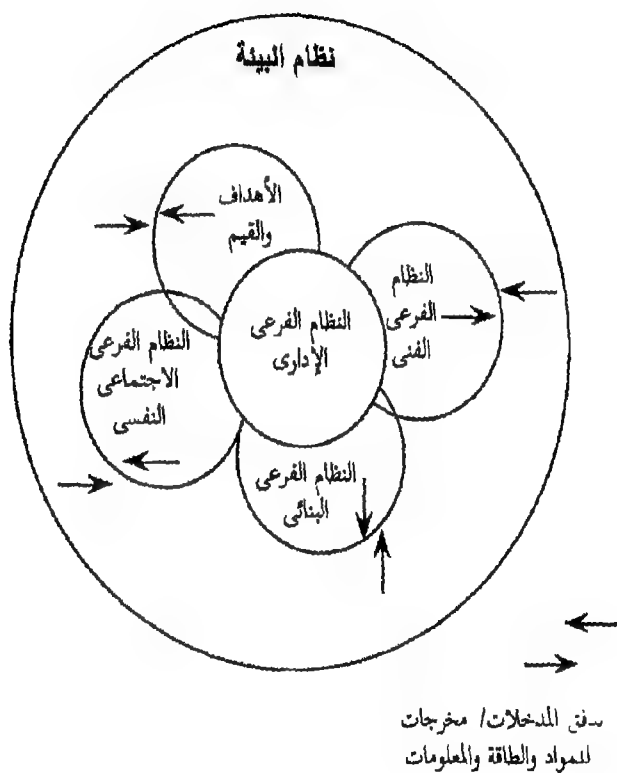 نظام البيئة
الأهداف
والقيم
النظام
الفرعى
الفنى
النظام الفرعى
الإدارى
النظام الفرعى
الاجتماعى
النفسى
النظام الفرعى
البنائى
تدفق المدخلات/ مخرجات
للمواد والطاقة والمعلومات